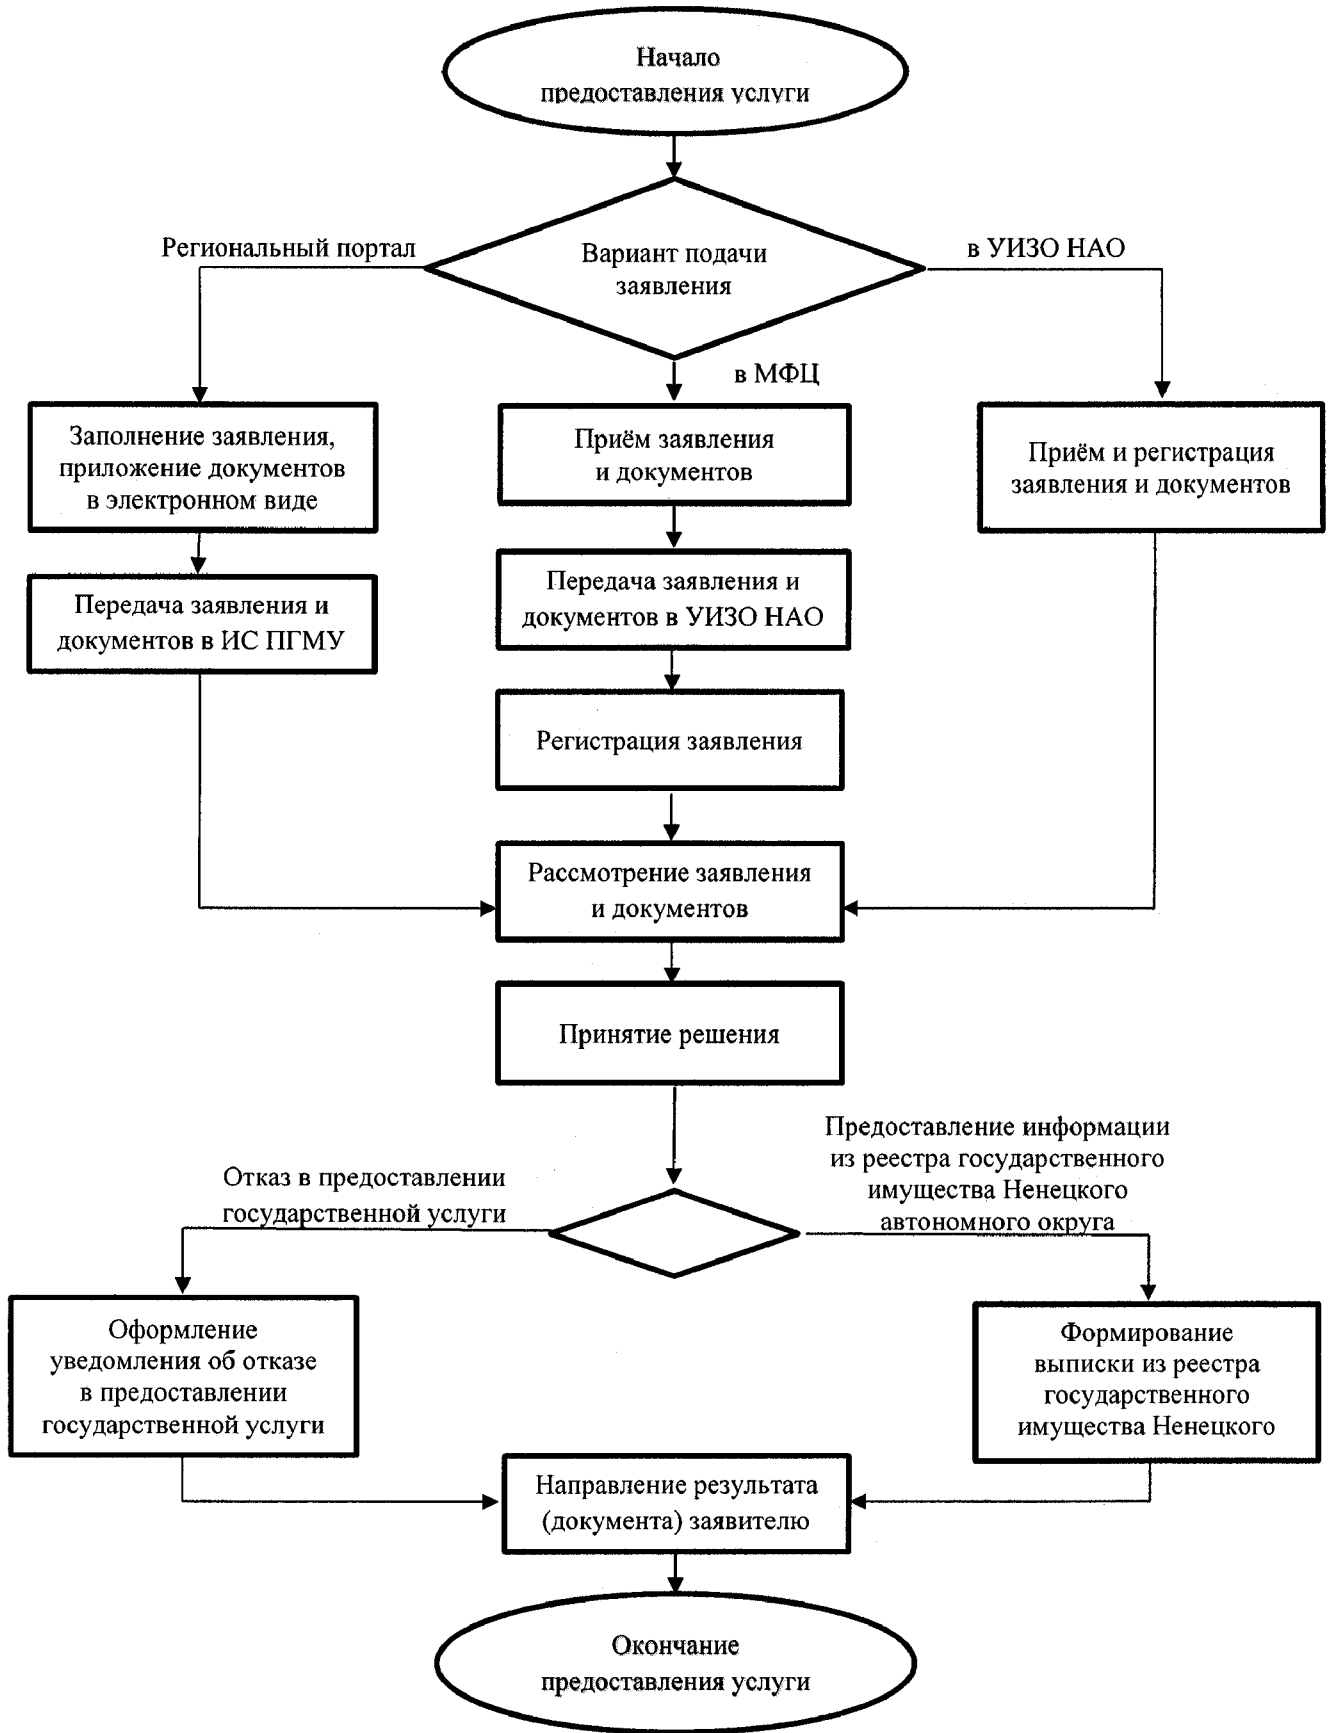 Начало
предоставления услуги
Региональный портал
Вариант подачи
заявления
в УИЗО НАО
в МФЦ
Заполнение заявления,
приложение документов
в электронном виде
Приём заявления
и документов
Приём и регистрация
заявления и документов
Передача заявления и
документов в ИС ПГМУ
Передача заявления и
документов в УИЗО НАО
Регистрация заявления
Рассмотрение заявления
и документов
Принятие решения
Отказ в предоставлении
государственной услуги
Предоставление информации
из реестра государственного
имущества Ненецкого
автономного округа
Оформление
уведомления об отказе
в предоставлении
государственной услуги
Формирование
выписки из реестра
государственного
имущества Ненецкого
Направление результата
(документа) заявителю
Окончание
предоставления услуги